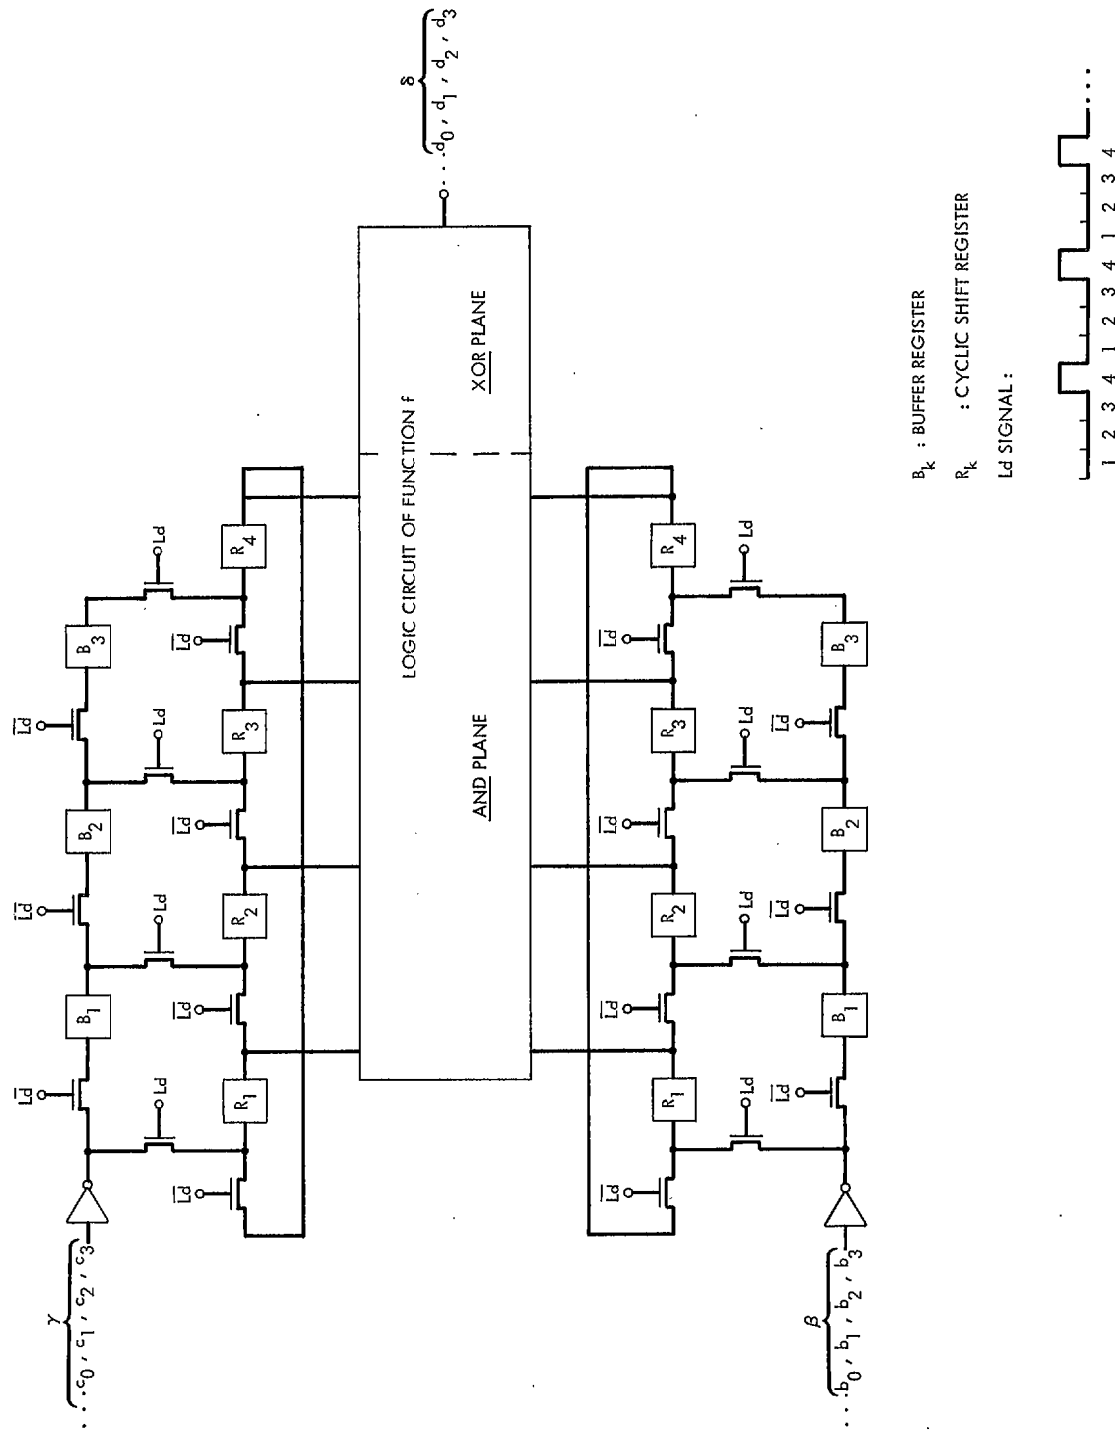 L̅d̅ L̅d̅ L̅d̅
γ
. . . c₀ , c₁ , c₂ , c₃ B₁ B₂ B₃
Ld Ld Ld Ld
L̅d̅ L̅d̅ L̅d̅ L̅d̅
R₁ R₂ R₃ R₄
LOGIC CIRCUIT OF FUNCTION f
AND PLANE XOR PLANE
δ
. . . d₀ , d₁ , d₂ , d₃
L̅d̅ L̅d̅ L̅d̅ L̅d̅
R₁ R₂ R₃ R₄
Ld Ld Ld Ld
L̅d̅ L̅d̅ L̅d̅
β
. . . b₀ , b₁ , b₂ , b₃ B₁ B₂ B₃
Bₖ : BUFFER REGISTER
Rₖ : CYCLIC SHIFT REGISTER
Ld SIGNAL :
. . .
1 2 3 4 1 2 3 4 1 2 3 4